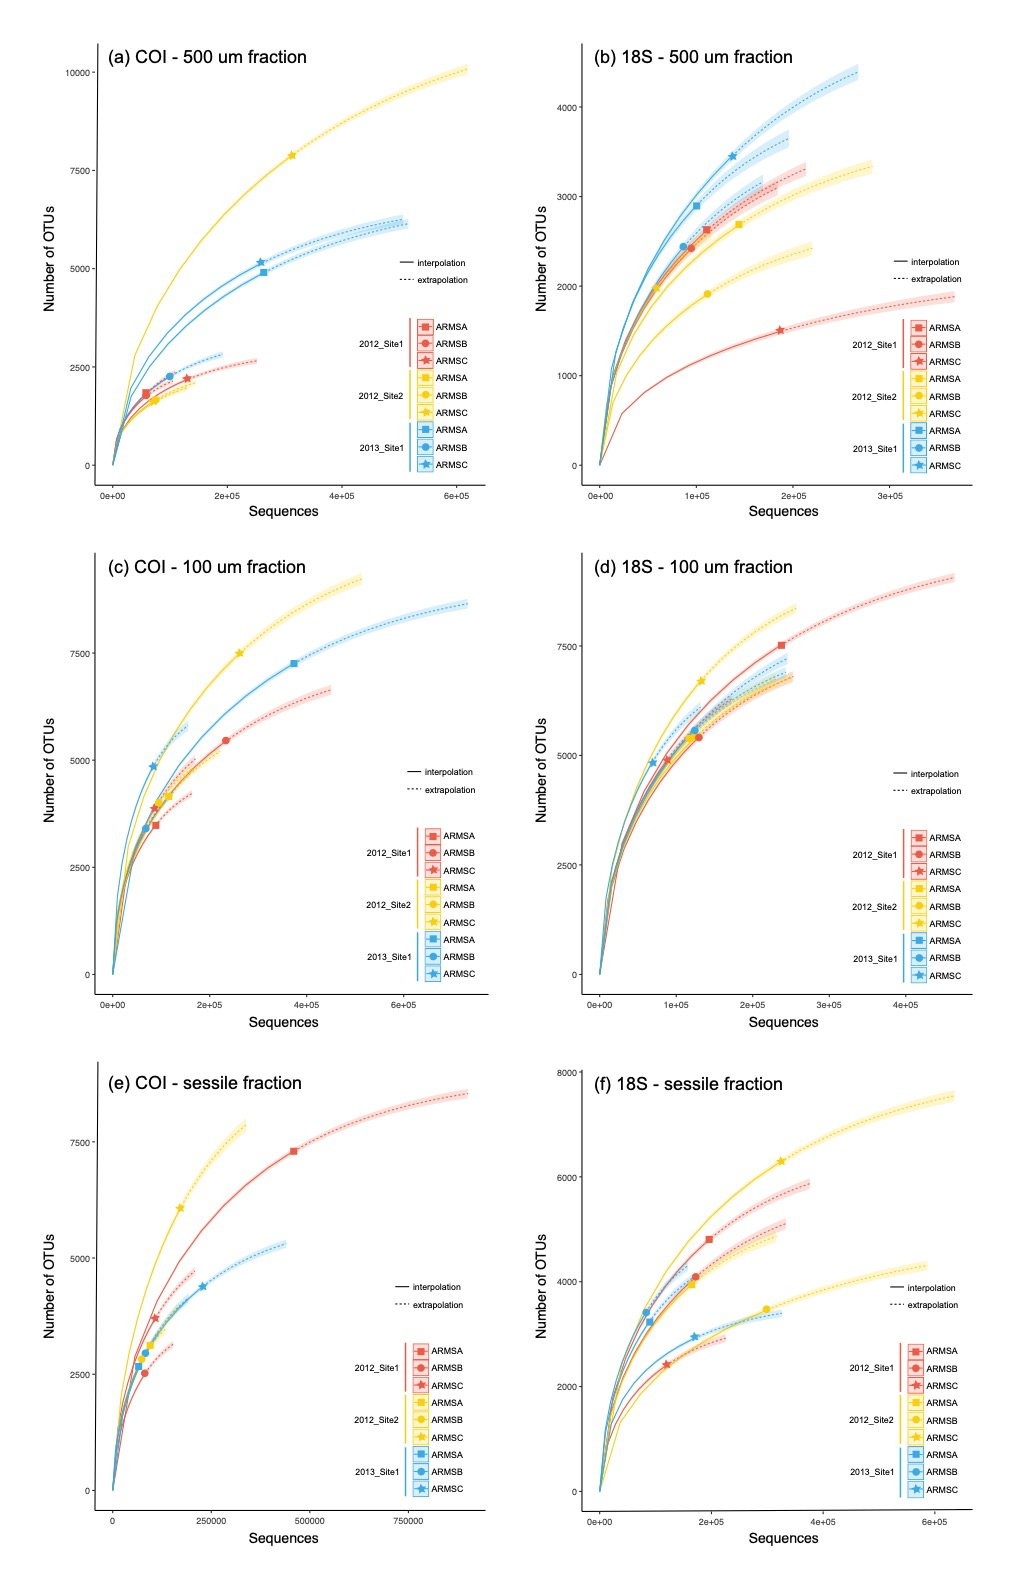 (a) COI - 500 um fraction
10000
7500
5000
2500
0
Number of OTUs
0e+00 2e+05 4e+05 6e+05
Sequences
interpolation
extrapolation
2012_Site1
ARMSA
ARMSB
ARMSC
2012_Site2
ARMSA
ARMSB
ARMSC
2013_Site1
ARMSA
ARMSB
ARMSC
(b) 18S - 500 um fraction
4000
3000
2000
1000
0
Number of OTUs
0e+00 1e+05 2e+05 3e+05
Sequences
interpolation
extrapolation
2012_Site1
ARMSA
ARMSB
ARMSC
2012_Site2
ARMSA
ARMSB
ARMSC
2013_Site1
ARMSA
ARMSB
ARMSC
(c) COI - 100 um fraction
7500
5000
2500
0
Number of OTUs
0e+00 2e+05 4e+05 6e+05
Sequences
interpolation
extrapolation
2012_Site1
ARMSA
ARMSB
ARMSC
2012_Site2
ARMSA
ARMSB
ARMSC
2013_Site1
ARMSA
ARMSB
ARMSC
(d) 18S - 100 um fraction
7500
5000
2500
0
Number of OTUs
0e+00 1e+05 2e+05 3e+05 4e+05
Sequences
interpolation
extrapolation
2012_Site1
ARMSA
ARMSB
ARMSC
2012_Site2
ARMSA
ARMSB
ARMSC
2013_Site1
ARMSA
ARMSB
ARMSC
(e) COI - sessile fraction
7500
5000
2500
0
Number of OTUs
0 250000 500000 750000
Sequences
interpolation
extrapolation
2012_Site1
ARMSA
ARMSB
ARMSC
2012_Site2
ARMSA
ARMSB
ARMSC
2013_Site1
ARMSA
ARMSB
ARMSC
(f) 18S - sessile fraction
8000
6000
4000
2000
0
Number of OTUs
0e+00 2e+05 4e+05 6e+05
Sequences
interpolation
extrapolation
2012_Site1
ARMSA
ARMSB
ARMSC
2012_Site2
ARMSA
ARMSB
ARMSC
2013_Site1
ARMSA
ARMSB
ARMSC